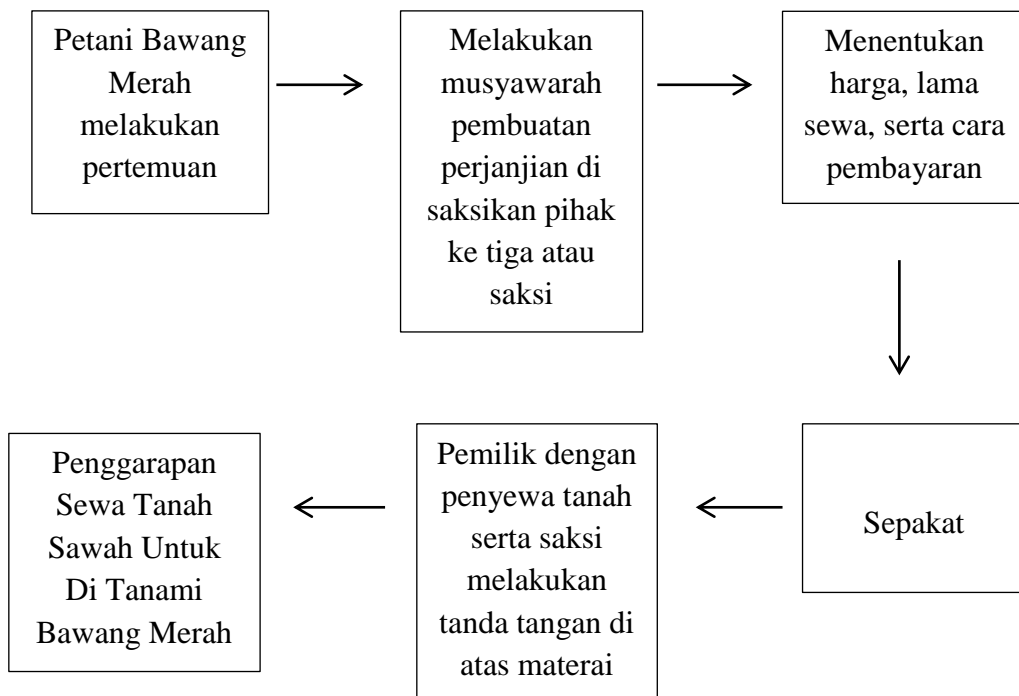 Petani Bawang
Merah
melakukan
pertemuan
Melakukan
musyawarah
pembuatan
perjanjian di
saksikan pihak
ke tiga atau
saksi
Menentukan
harga, lama
sewa, serta cara
pembayaran
Sepakat
Pemilik dengan
penyewa tanah
serta saksi
melakukan
tanda tangan di
atas materai
Penggarapan
Sewa Tanah
Sawah Untuk
Di Tanami
Bawang Merah